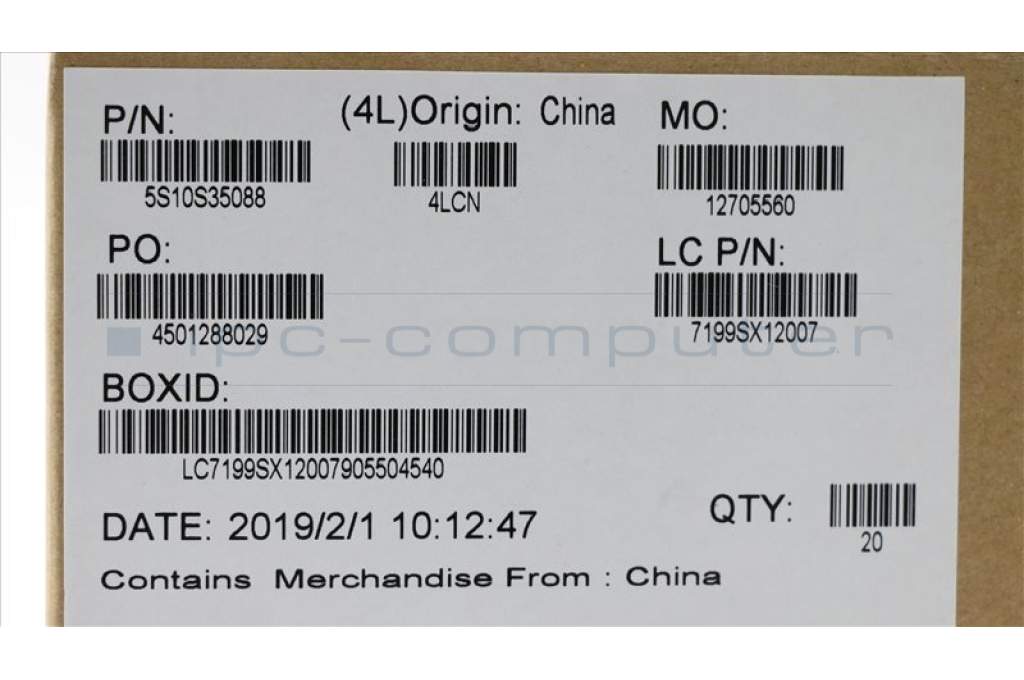 P/N: (4L)Origin: China MO:
5S10S35088 4LCN 12705560
PO: LC P/N:
4501288029 7199SX12007
ipc-computer
BOXID:
LC7199SX12007905504540
DATE: 2019/2/1 10:12:47 QTY:
20
Contains Merchandise From : China